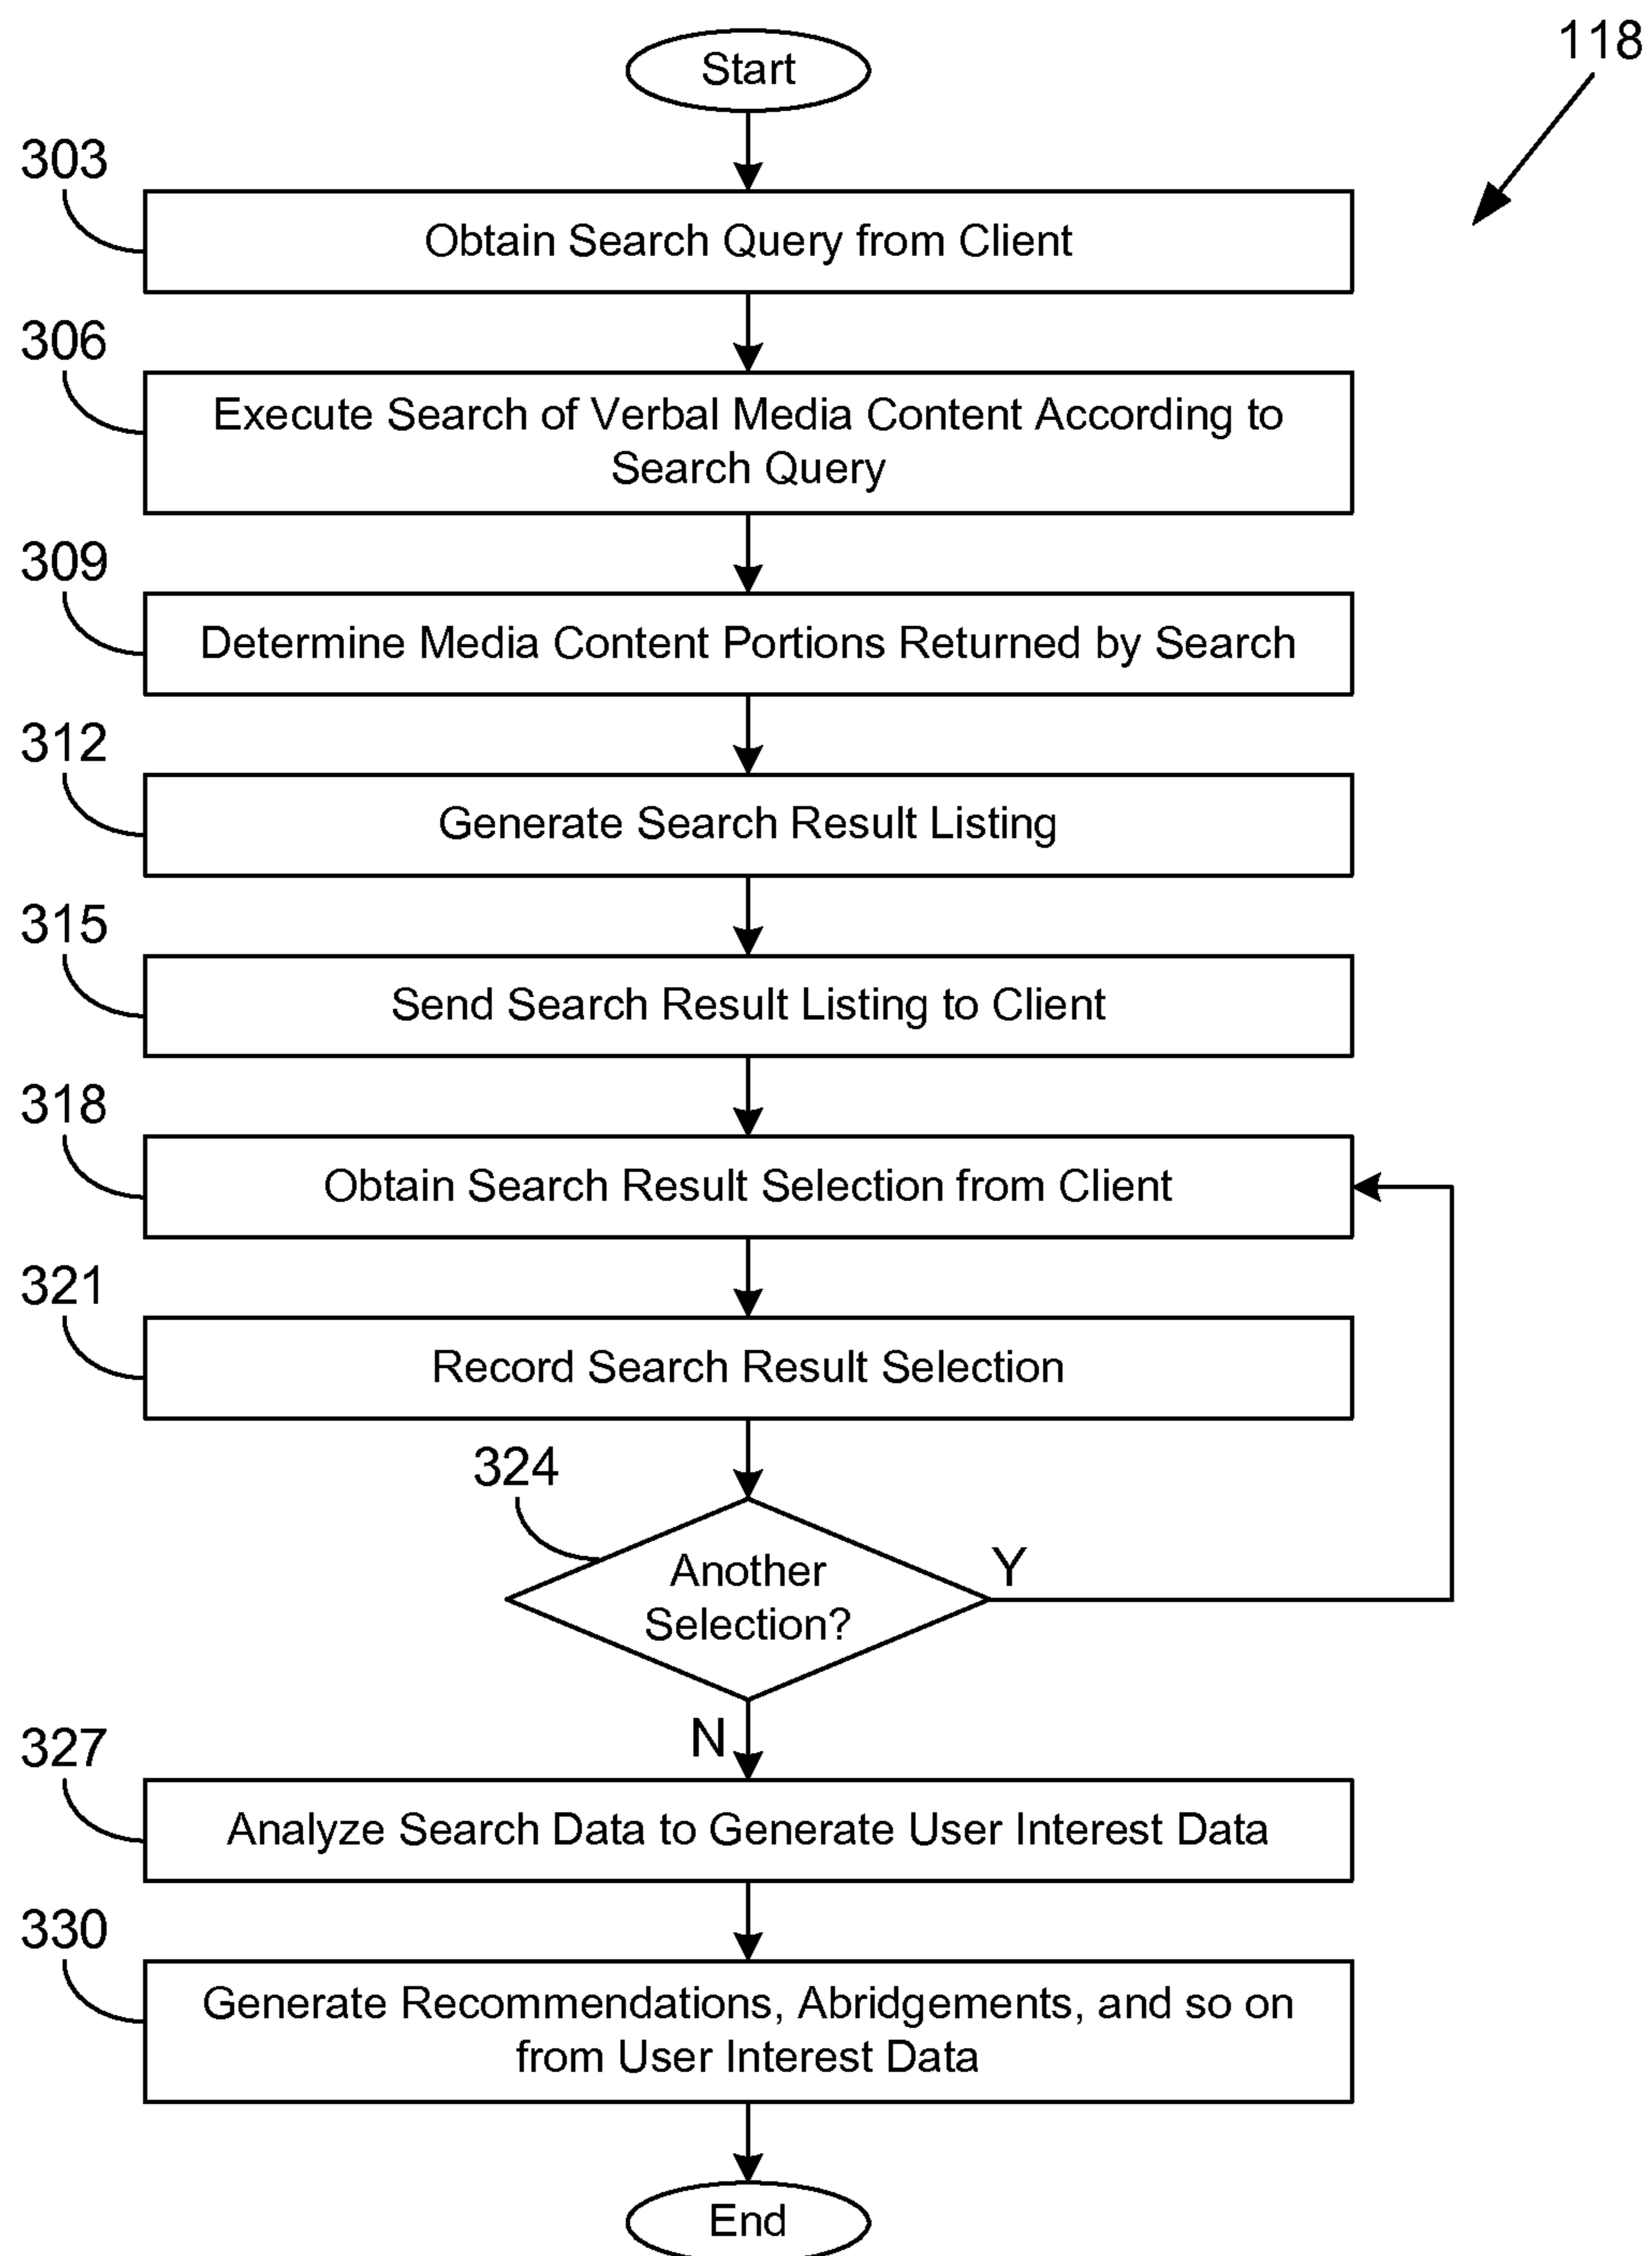 118
Start
303
Obtain Search Query from Client
306
Execute Search of Verbal Media Content According to
Search Query
309
Determine Media Content Portions Returned by Search
312
Generate Search Result Listing
315
Send Search Result Listing to Client
318
Obtain Search Result Selection from Client
321
Record Search Result Selection
324
Another
Selection?
Y
N
327
Analyze Search Data to Generate User Interest Data
330
Generate Recommendations, Abridgements, and so on
from User Interest Data
End